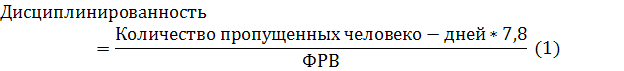 Дисциплинированность
= Количество пропущенных человеко − дней ∗ 7,8 / ФРВ (1)